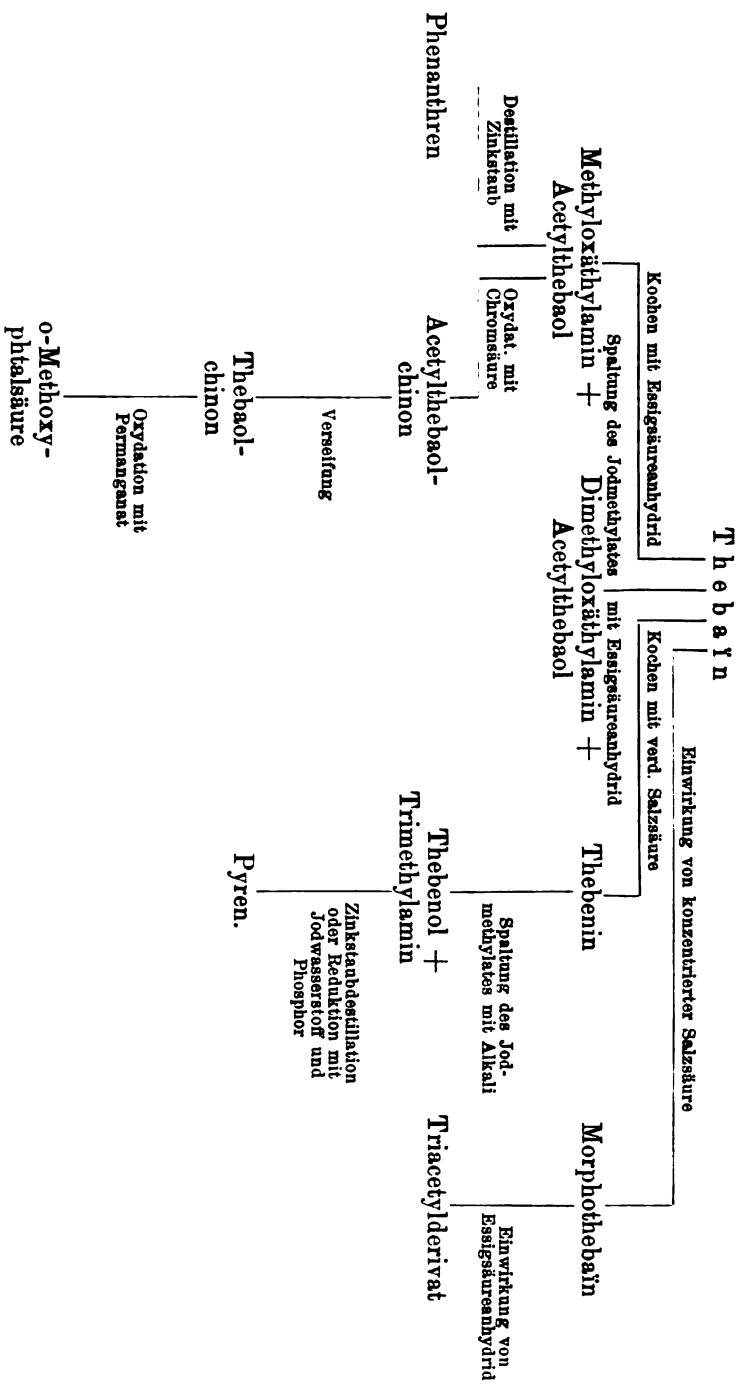 Thebaïn
Kochen mit Essigsäureanhydrid
Spaltung des Jodmethylates mit Essigsäureanhydrid
Kochen mit verd. Salzsäure
Einwirkung von konzentrierter Salzsäure
Methyloxäthylamin +
Acetylthebaol
Dimethyloxäthylamin +
Acetylthebaol
Thebenin
Morphothebaïn
Destillation mit
Zinkstaub
Oxydat. mit
Chromsäure
Spaltung des Jod-
methylates mit Alkali
Einwirkung von
Essigsäureanhydrid
Phenanthren
Acetylthebaol-
chinon
Thebenol +
Trimethylamin
Triacetylderivat
Verseifung
Zinkstaubdestillation
oder Reduktion mit
Jodwasserstoff und
Phosphor
Thebaol-
chinon
Pyren.
Oxydation mit
Permanganat
o-Methoxy-
phtalsäure